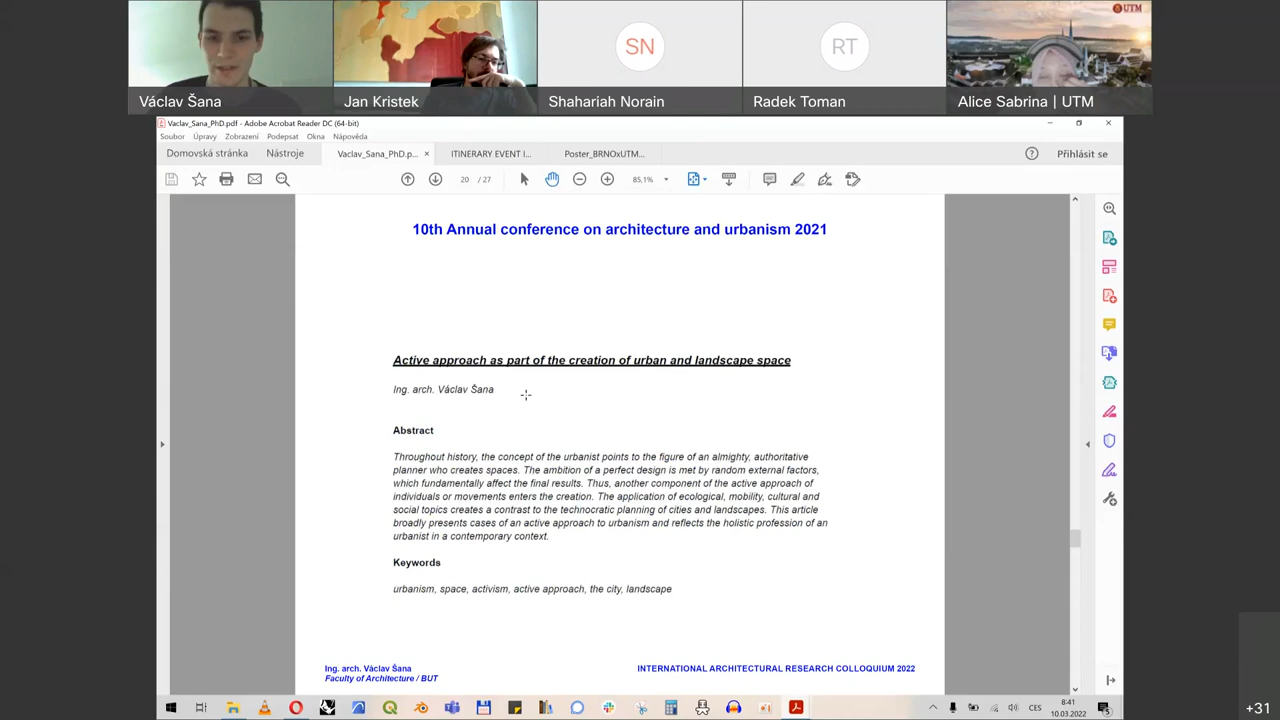 UTM
SN
RT
Václav Šana
Jan Kristek
Shahariah Norain
Radek Toman
Alice Sabrina | UTM
Vaclav_Sana_PhD.pdf - Adobe Acrobat Reader DC (64-bit)
Soubor Úpravy Zobrazení Podepsat Okna Nápověda
Domovská stránka Nástroje Vaclav_Sana_PhD.p... × ITINERARY EVENT I... Poster_BRNOxUTM... Přihlásit se
20 / 27 85,1%
10th Annual conference on architecture and urbanism 2021
Active approach as part of the creation of urban and landscape space
Ing. arch. Václav Šana
Abstract
Throughout history, the concept of the urbanist points to the figure of an almighty, authoritative
planner who creates spaces. The ambition of a perfect design is met by random external factors,
which fundamentally affect the final results. Thus, another component of the active approach of
individuals or movements enters the creation. The application of ecological, mobility, cultural and
social topics creates a contrast to the technocratic planning of cities and landscapes. This article
broadly presents cases of an active approach to urbanism and reflects the holistic profession of an
urbanist in a contemporary context.
Keywords
urbanism, space, activism, active approach, the city, landscape
Ing. arch. Václav Šana
Faculty of Architecture / BUT
INTERNATIONAL ARCHITECTURAL RESEARCH COLLOQUIUM 2022
CES
8:41
10.03.2022
5
+31